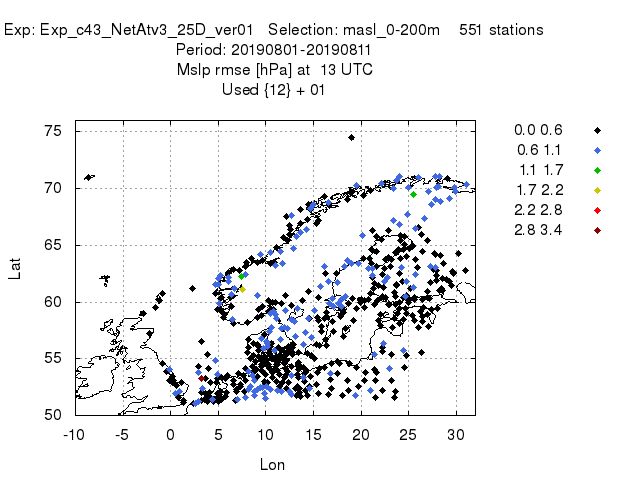 Exp: Exp_c43_NetAtv3_25D_ver01 Selection: masl_0-200m 551 stations
Period: 20190801-20190811
Mslp rmse [hPa] at 13 UTC
Used {12} + 01
75
70
65
60
55
50
-10 -5 0 5 10 15 20 25 30
Lat
Lon
0.0 0.6
0.6 1.1
1.1 1.7
1.7 2.2
2.2 2.8
2.8 3.4